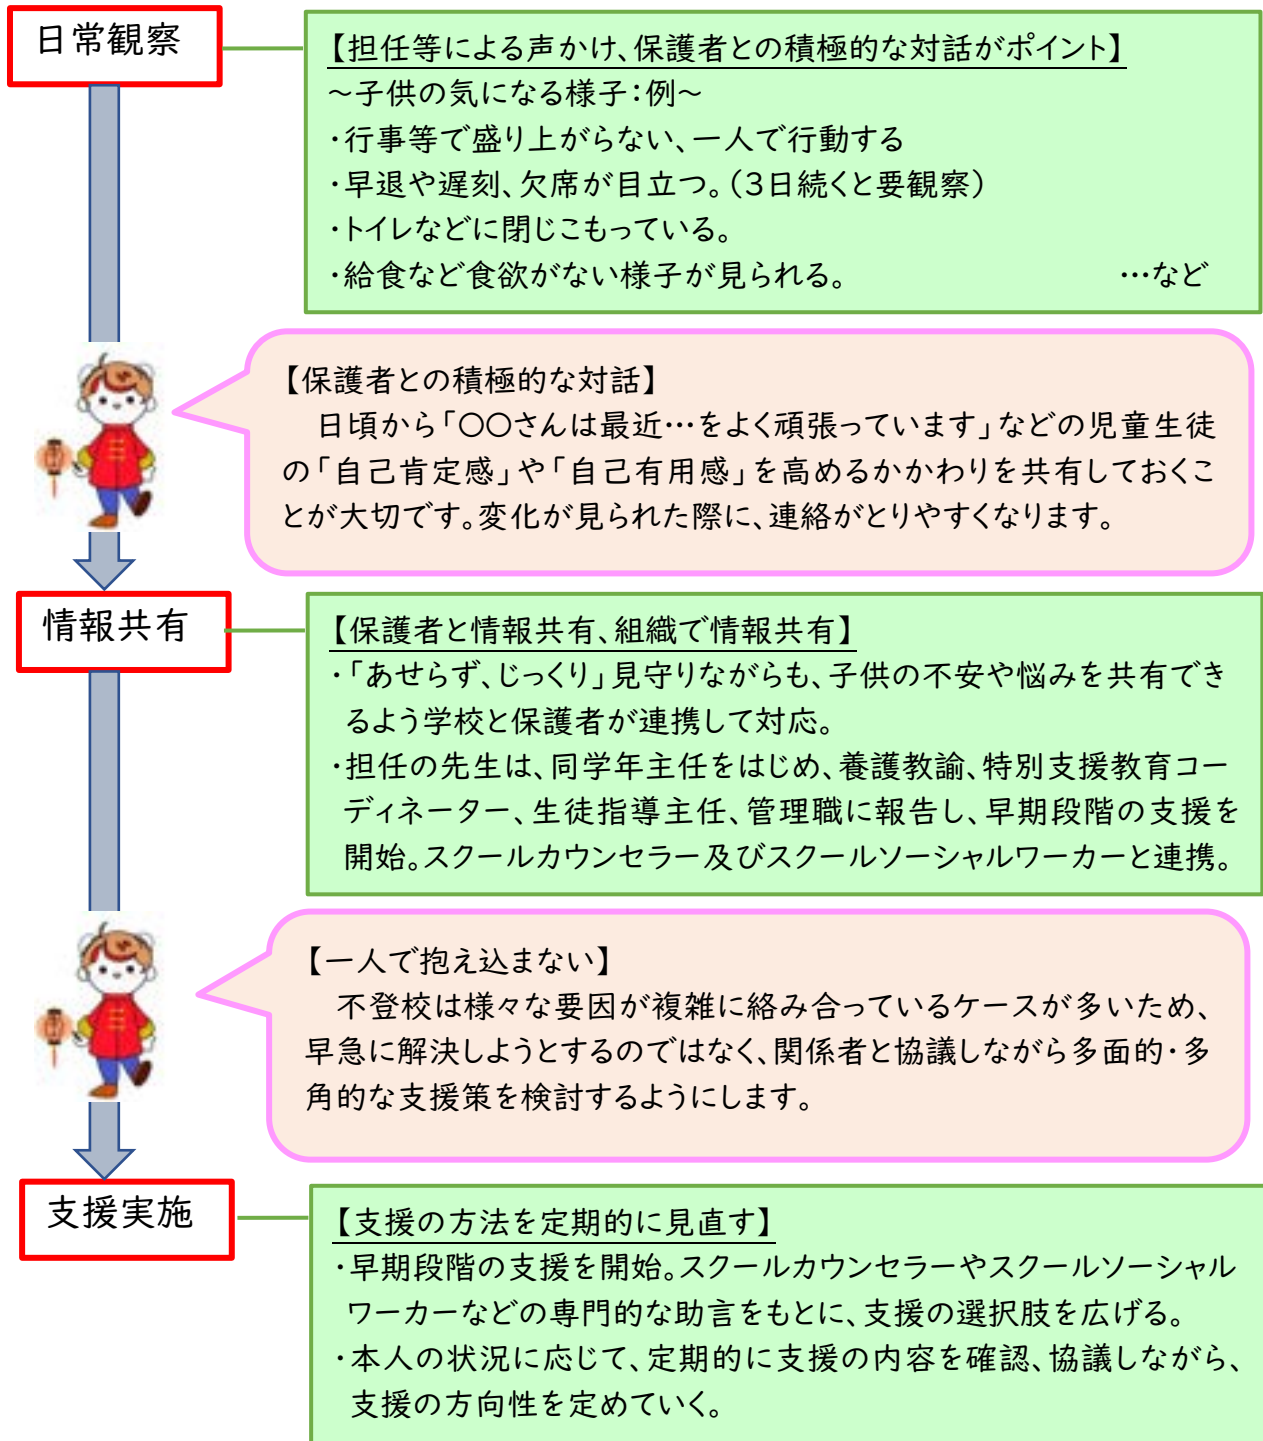 日常観察
【担任等による声かけ、保護者との積極的な対話がポイント】
～子供の気になる様子：例～
・行事等で盛り上がらない、一人で行動する
・早退や遅刻、欠席が目立つ。（３日続くと要観察）
・トイレなどに閉じこもっている。
・給食など食欲がない様子が見られる。 …など
【保護者との積極的な対話】
日頃から「〇〇さんは最近…をよく頑張っています」などの児童生徒
の「自己肯定感」や「自己有用感」を高めるかかわりを共有しておくこ
とが大切です。変化が見られた際に、連絡がとりやすくなります。
情報共有
【保護者と情報共有、組織で情報共有】
・「あせらず、じっくり」見守りながらも、子供の不安や悩みを共有でき
るよう学校と保護者が連携して対応。
・担任の先生は、同学年主任をはじめ、養護教諭、特別支援教育コー
ディネーター、生徒指導主任、管理職に報告し、早期段階の支援を
開始。スクールカウンセラー及びスクールソーシャルワーカーと連携。
【一人で抱え込まない】
不登校は様々な要因が複雑に絡み合っているケースが多いため、
早急に解決しようとするのではなく、関係者と協議しながら多面的・多
角的な支援策を検討するようにします。
支援実施
【支援の方法を定期的に見直す】
・早期段階の支援を開始。スクールカウンセラーやスクールソーシャル
ワーカーなどの専門的な助言をもとに、支援の選択肢を広げる。
・本人の状況に応じて、定期的に支援の内容を確認、協議しながら、
支援の方向性を定めていく。